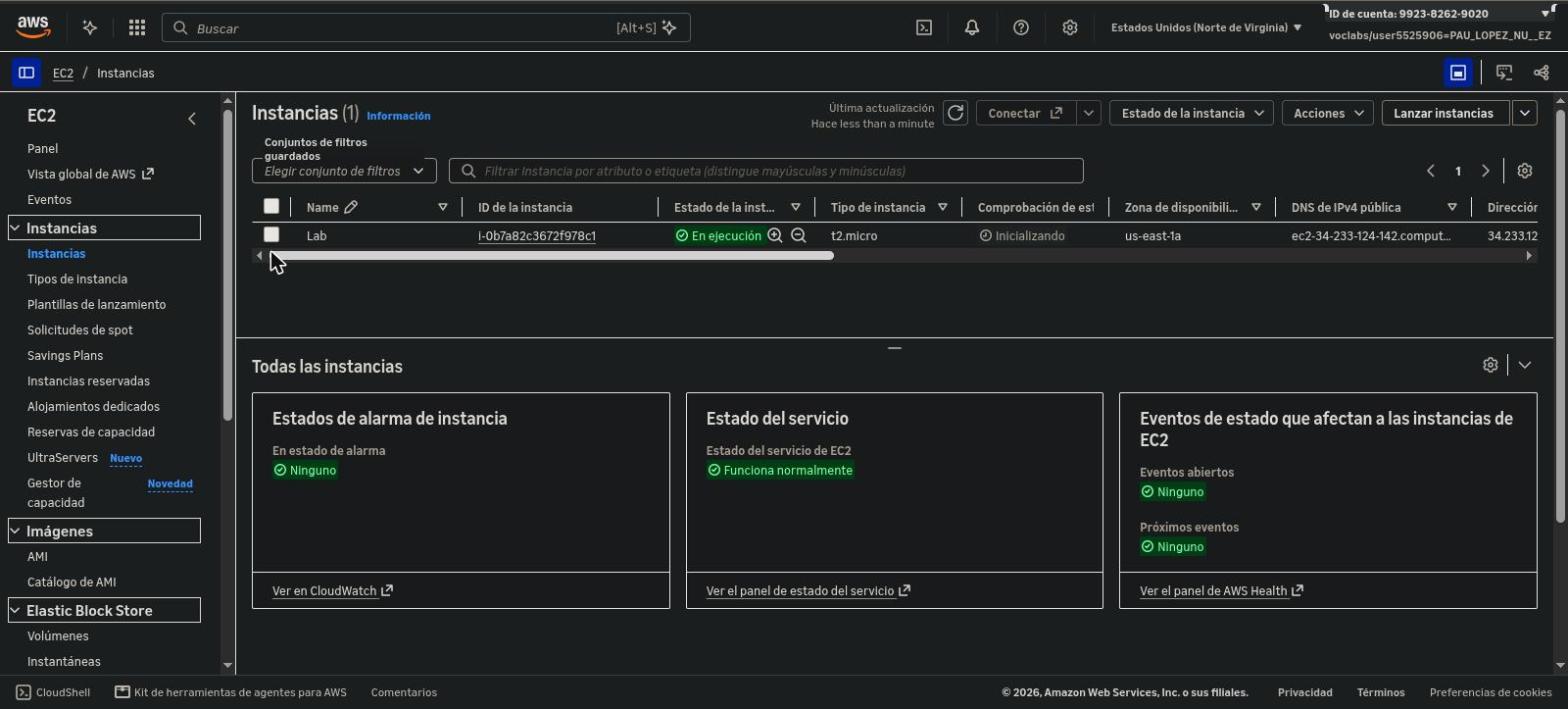 aws
Buscar [Alt+S]
Estados Unidos (Norte de Virginia) ▼
ID de cuenta: 9923-8262-9020
voclabs/user5525906=PAU_LOPEZ_NU__EZ
EC2 / Instancias
EC2
Panel
Vista global de AWS
Eventos
Instancias
Instancias
Tipos de instancia
Plantillas de lanzamiento
Solicitudes de spot
Savings Plans
Instancias reservadas
Alojamientos dedicados
Reservas de capacidad
UltraServers Nuevo
Gestor de capacidad Novedad
Imágenes
AMI
Catálogo de AMI
Elastic Block Store
Volúmenes
Instantáneas
Instancias (1) Información
Última actualización
Hace less than a minute
Conectar
Estado de la instancia
Acciones
Lanzar instancias
Conjuntos de filtros guardados
Elegir conjunto de filtros
Filtrar Instancia por atributo o etiqueta (distingue mayúsculas y minúsculas)
1
Name ID de la instancia Estado de la inst... Tipo de instancia Comprobación de est Zona de disponibili... DNS de IPv4 pública Direcciór
Lab i-0b7a82c3672f978c1 En ejecución t2.micro Inicializando us-east-1a ec2-34-233-124-142.comput... 34.233.12
Todas las instancias
Estados de alarma de instancia
En estado de alarma
Ninguno
Ver en CloudWatch
Estado del servicio
Estado del servicio de EC2
Funciona normalmente
Ver el panel de estado del servicio
Eventos de estado que afectan a las instancias de
EC2
Eventos abiertos
Ninguno
Próximos eventos
Ninguno
Ver el panel de AWS Health
CloudShell Kit de herramientas de agentes para AWS Comentarios
© 2026, Amazon Web Services, Inc. o sus filiales. Privacidad Términos Preferencias de cookies